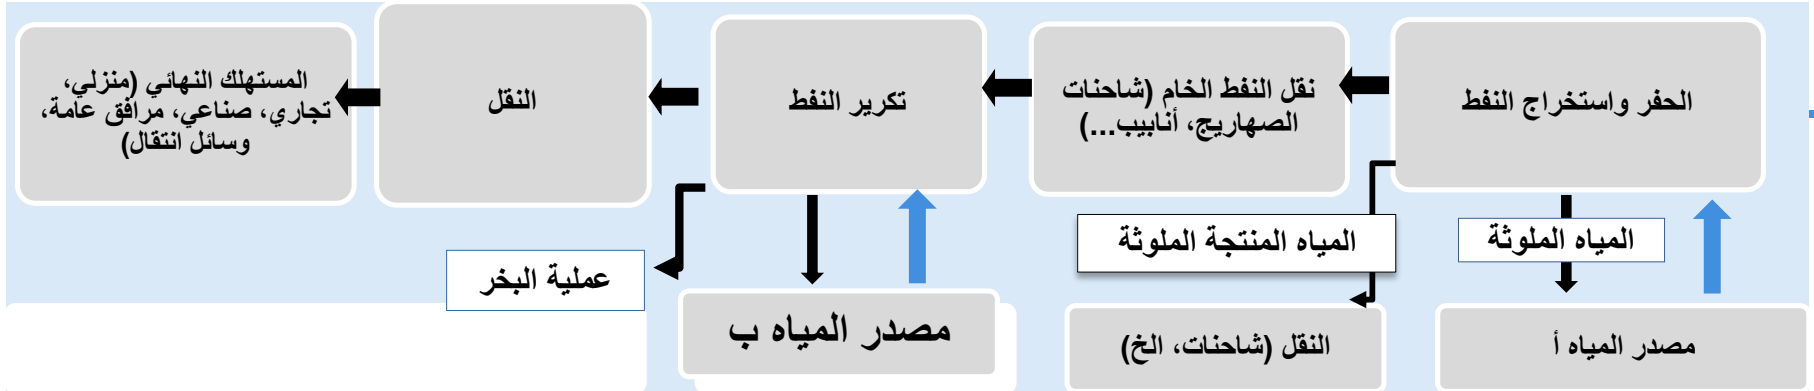 الحفر واستخراج النفط
نقل النفط الخام (شاحنات
الصهاريج، أنابيب...)
تكرير النفط
النقل
المستهلك النهائي (منزلي،
تجاري، صناعي، مرافق عامة،
وسائل انتقال)
المياه الملوثة
المياه المنتجة الملوثة
عملية البخر
مصدر المياه أ
النقل (شاحنات، الخ)
مصدر المياه ب